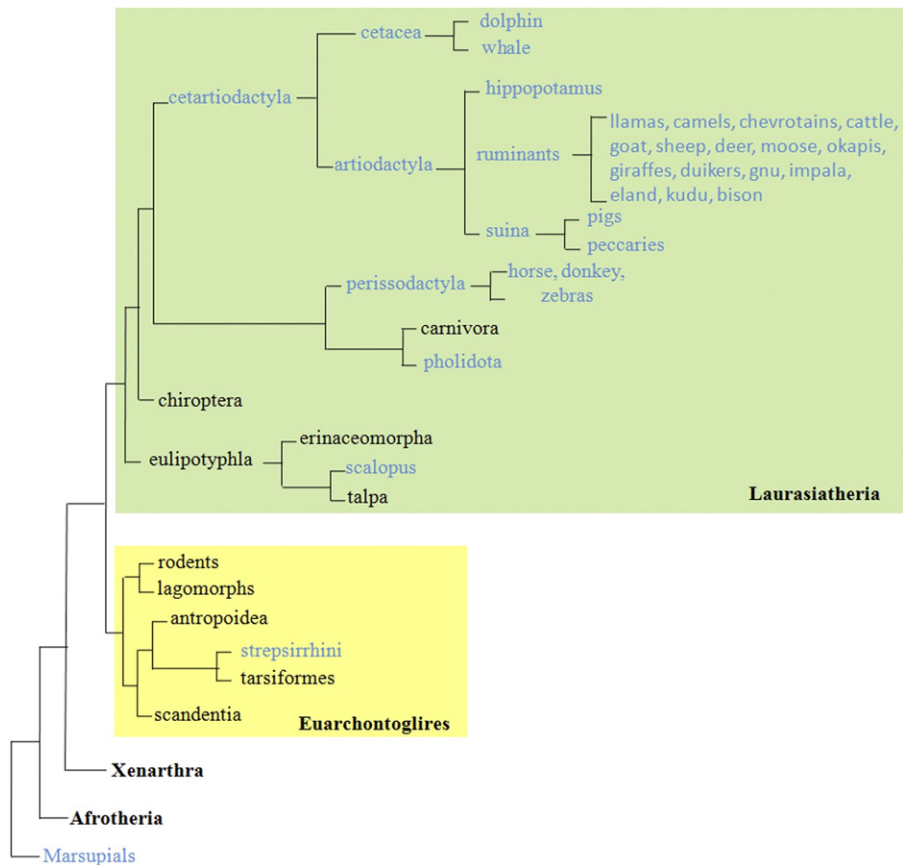 dolphin
cetacea
whale
cetartiodactyla
hippopotamus
llamas, camels, chevrotains, cattle,
goat, sheep, deer, moose, okapis,
ruminants
giraffes, duikers, gnu, impala,
artiodactyla
eland, kudu, bison
pigs
suina
peccaries
horse, donkey,
perissodactyla
zebras
carnivora
pholidota
chiroptera
erinaceomorpha
eulipotyphla
scalopus
talpa
Laurasiatheria
rodents
lagomorphs
antropoidea
strepsirrhini
tarsiformes
scandentia
Euarchontoglires
Xenarthra
Afrotheria
Marsupials